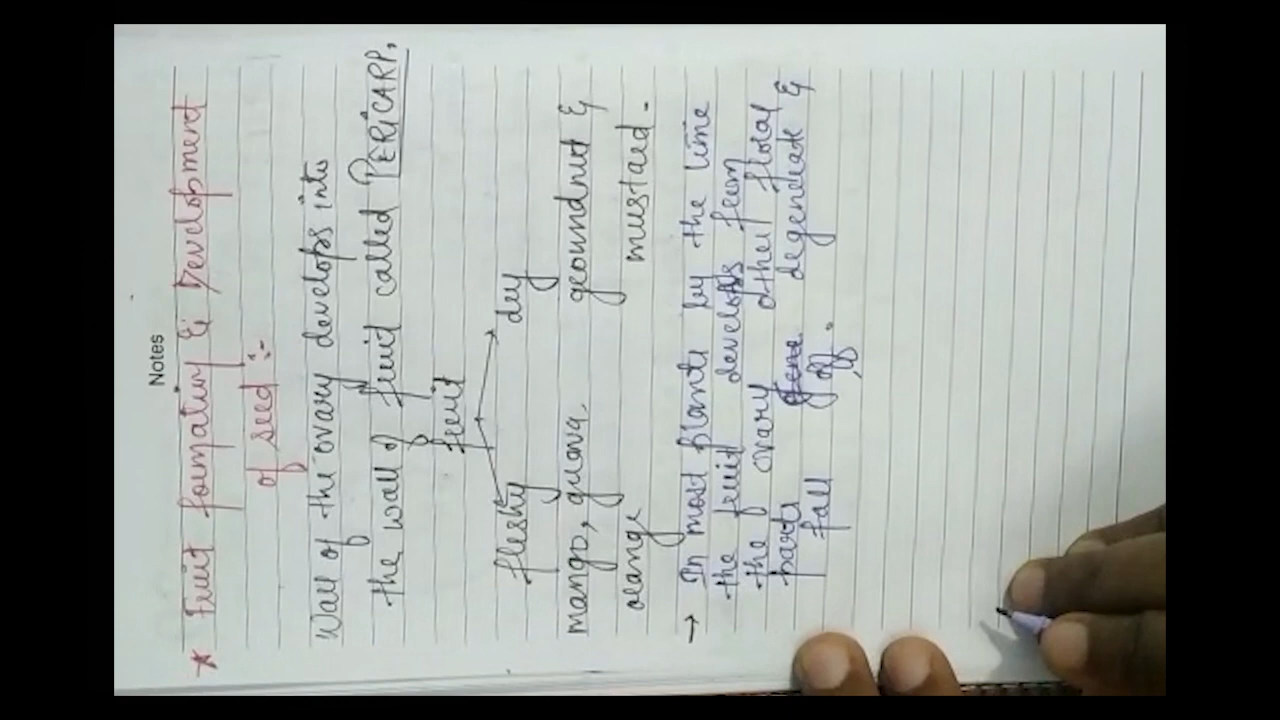 Notes
* Fruit formation & Development
of seed :-
Wall of the ovary develops into
the wall of fruit called PERICARP.
fruit
fleshy dry
mango, guava, groundnut &
orange mustard.
→ In most plants by the time
the fruit develops from
the ovary other floral
parts degenerate &
fall off.